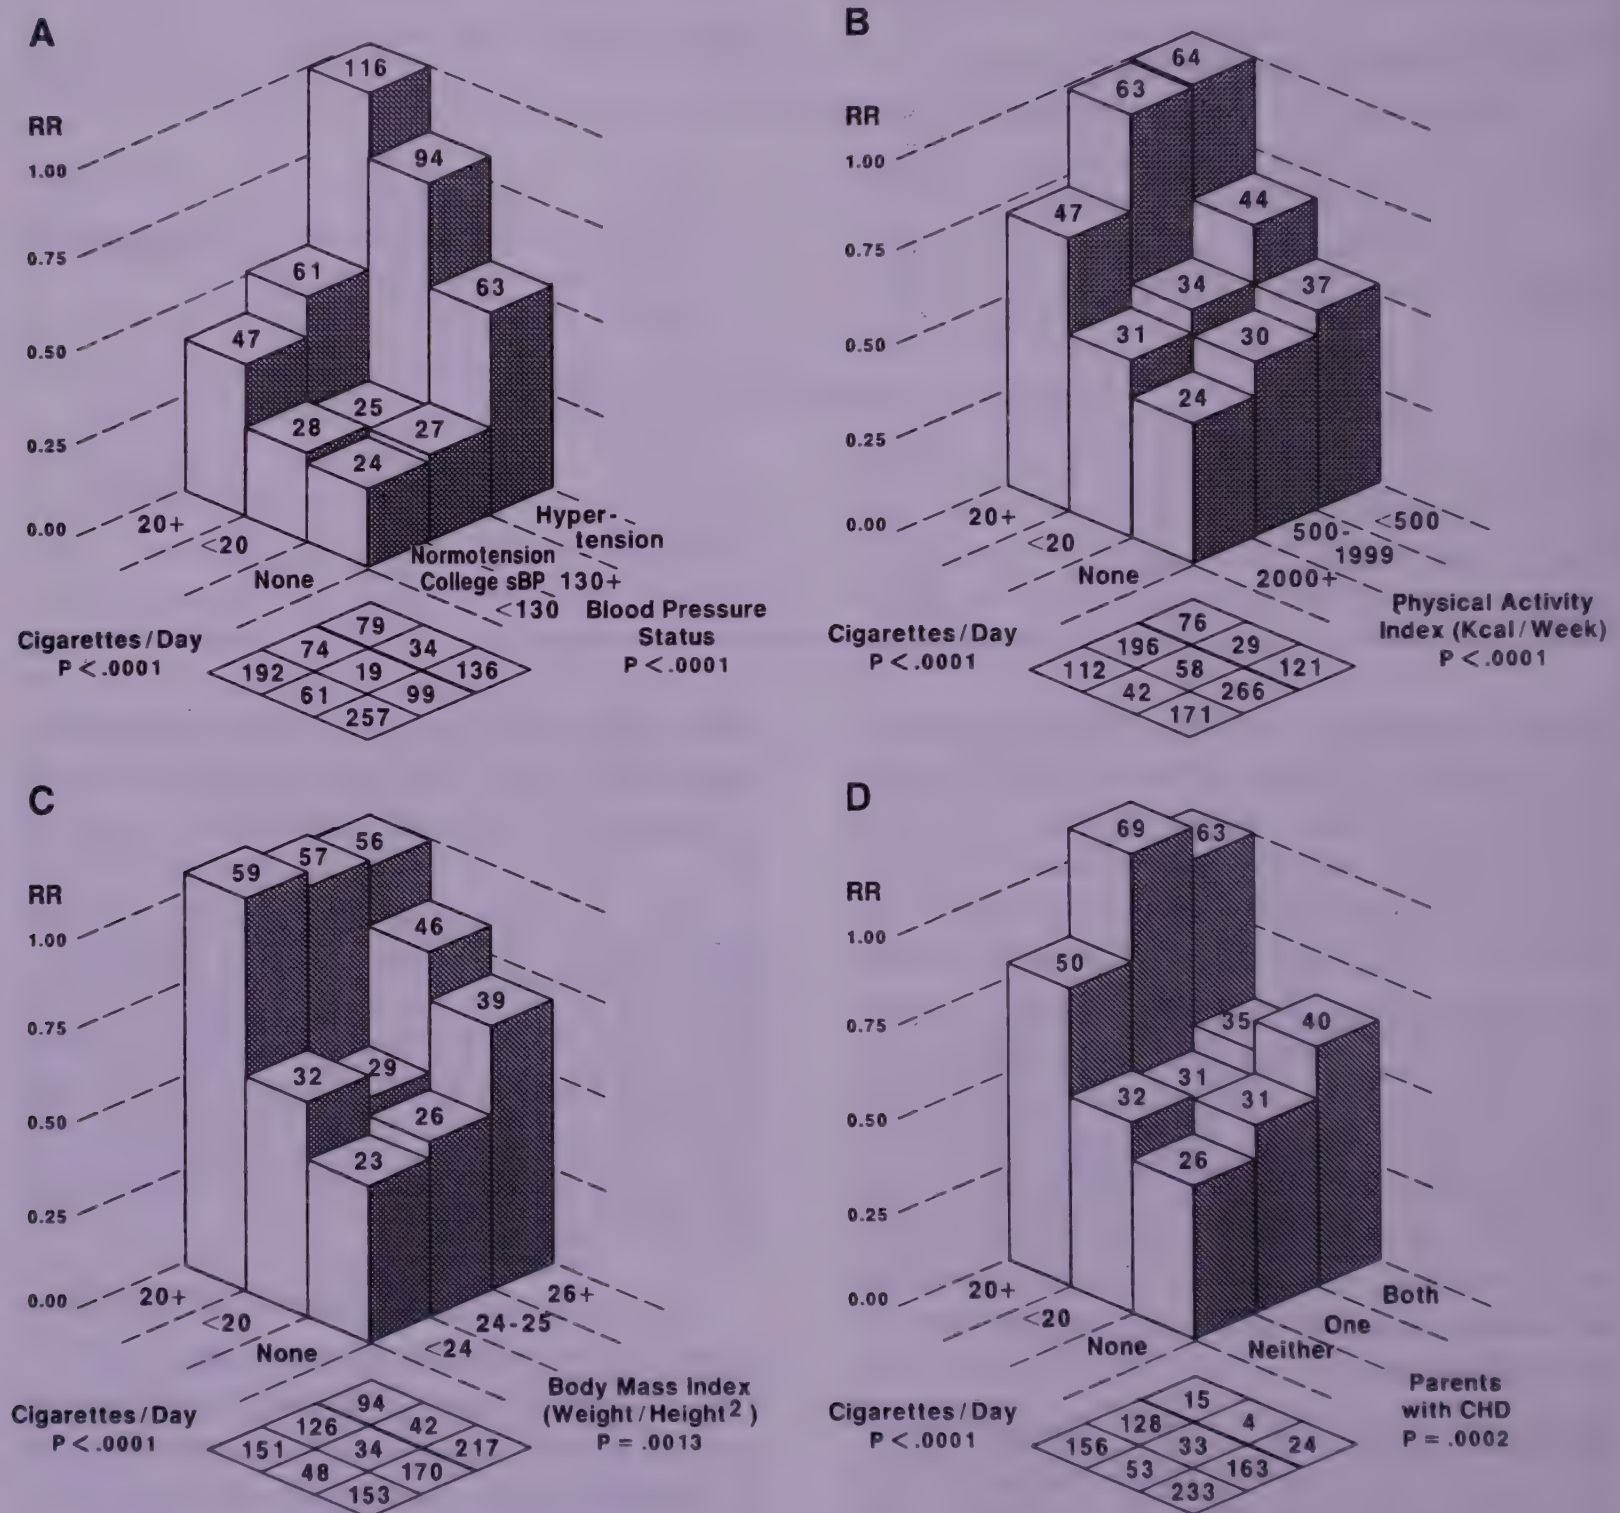 A
116
RR
94
1.00
0.75
61
63
47
0.50
25
28
27
24
0.25
0.00
20+
<20
None
Hyper-
tension
Normotension
College sBP 130+
<130
Blood Pressure
Status
P < .0001
Cigarettes/Day
P < .0001
79
74 34
192 19 136
61 99
257
B
64
63
RR
1.00
47
44
0.75
34
37
31
30
0.50
24
0.25
0.00
20+
<20
None
<500
500-
1999
2000+
Physical Activity
Index (Kcal/Week)
P < .0001
Cigarettes/Day
P < .0001
76
196 29
112 58 121
42 266
171
C
56
57
59
RR
46
1.00
39
0.75
29
32
26
0.50
23
0.25
0.00
20+
<20
None
26+
24-25
<24
Body Mass Index
(Weight/Height²)
P = .0013
Cigarettes/Day
P < .0001
94
126 42
151 34 217
48 170
153
D
69
63
RR
1.00
50
35
40
0.75
31
32
31
0.50
26
0.25
0.00
20+
<20
None
Both
One
Neither
Parents
with CHD
P = .0002
Cigarettes/Day
P < .0001
15
128 4
156 33 24
53 163
233